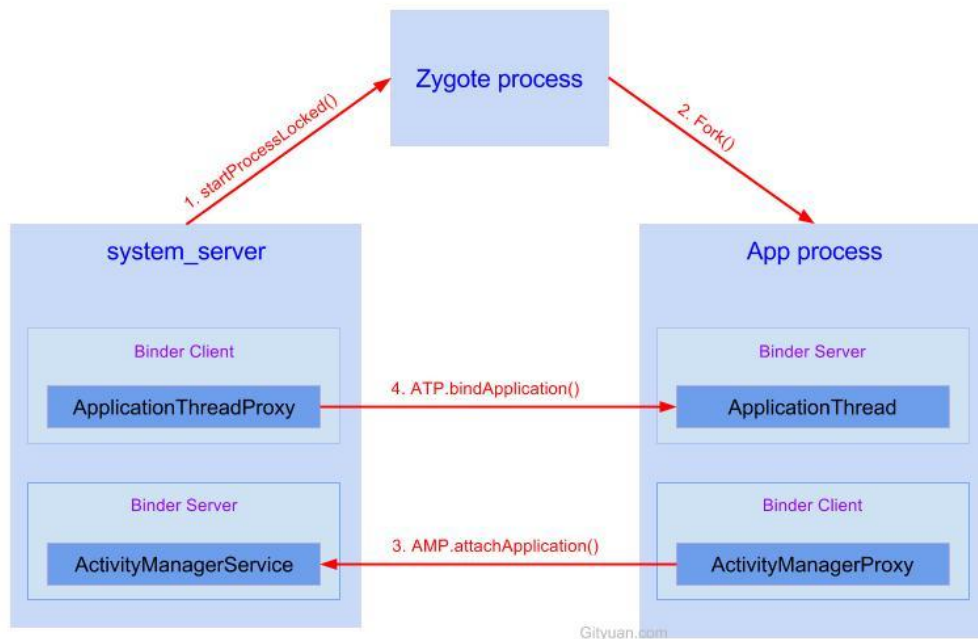 Zygote process
1. startProcessLocked()
2. Fork()
system_server
App process
Binder Client
ApplicationThreadProxy
4. ATP.bindApplication()
Binder Server
ApplicationThread
Binder Server
ActivityManagerService
3. AMP.attachApplication()
Binder Client
ActivityManagerProxy
Gityuan.com